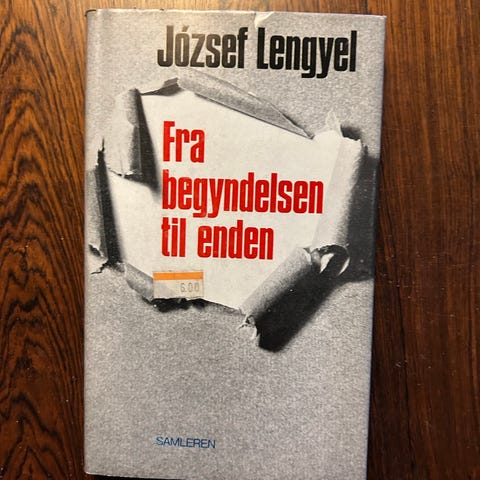 József Lengyel
Fra
begyndelsen
til enden
6.00
SAMLEREN